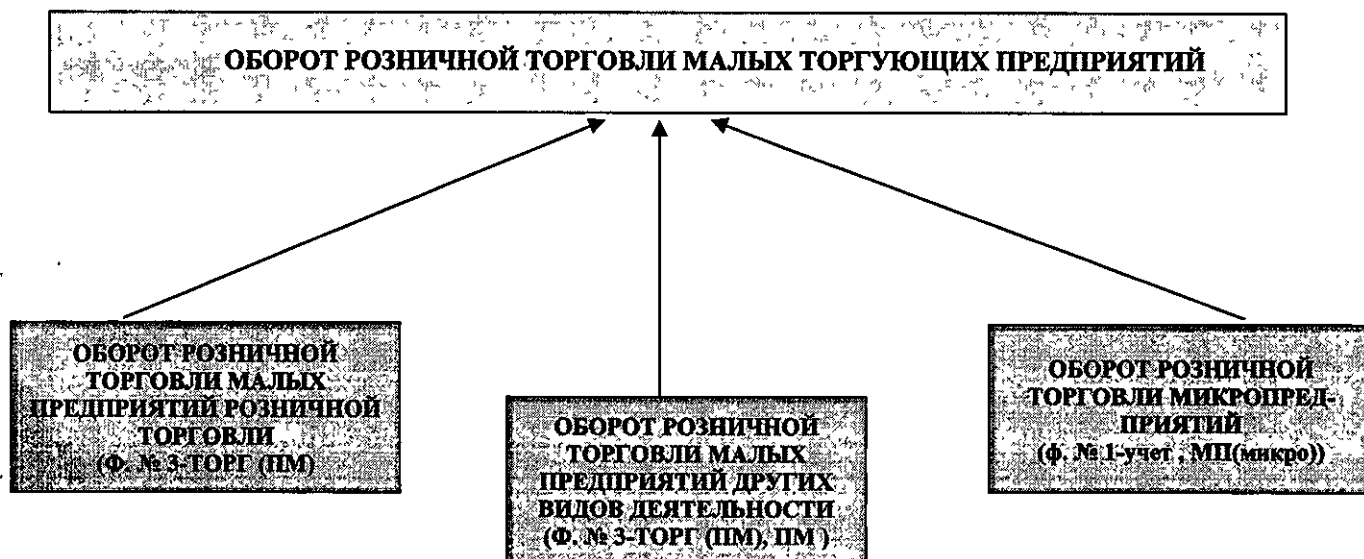 ОБОРОТ РОЗНИЧНОЙ ТОРГОВЛИ МАЛЫХ ТОРГУЮЩИХ ПРЕДПРИЯТИЙ
ОБОРОТ РОЗНИЧНОЙ
ТОРГОВЛИ МАЛЫХ
ПРЕДПРИЯТИЙ РОЗНИЧНОЙ
ТОРГОВЛИ
(Ф. № 3-ТОРГ (ПМ)
ОБОРОТ РОЗНИЧНОЙ
ТОРГОВЛИ МАЛЫХ
ПРЕДПРИЯТИЙ ДРУГИХ
ВИДОВ ДЕЯТЕЛЬНОСТИ
(Ф. № 3-ТОРГ (ПМ), ПМ )
ОБОРОТ РОЗНИЧНОЙ
ТОРГОВЛИ МИКРОПРЕД-
ПРИЯТИЙ
(ф. № 1-учет , МП(микро))